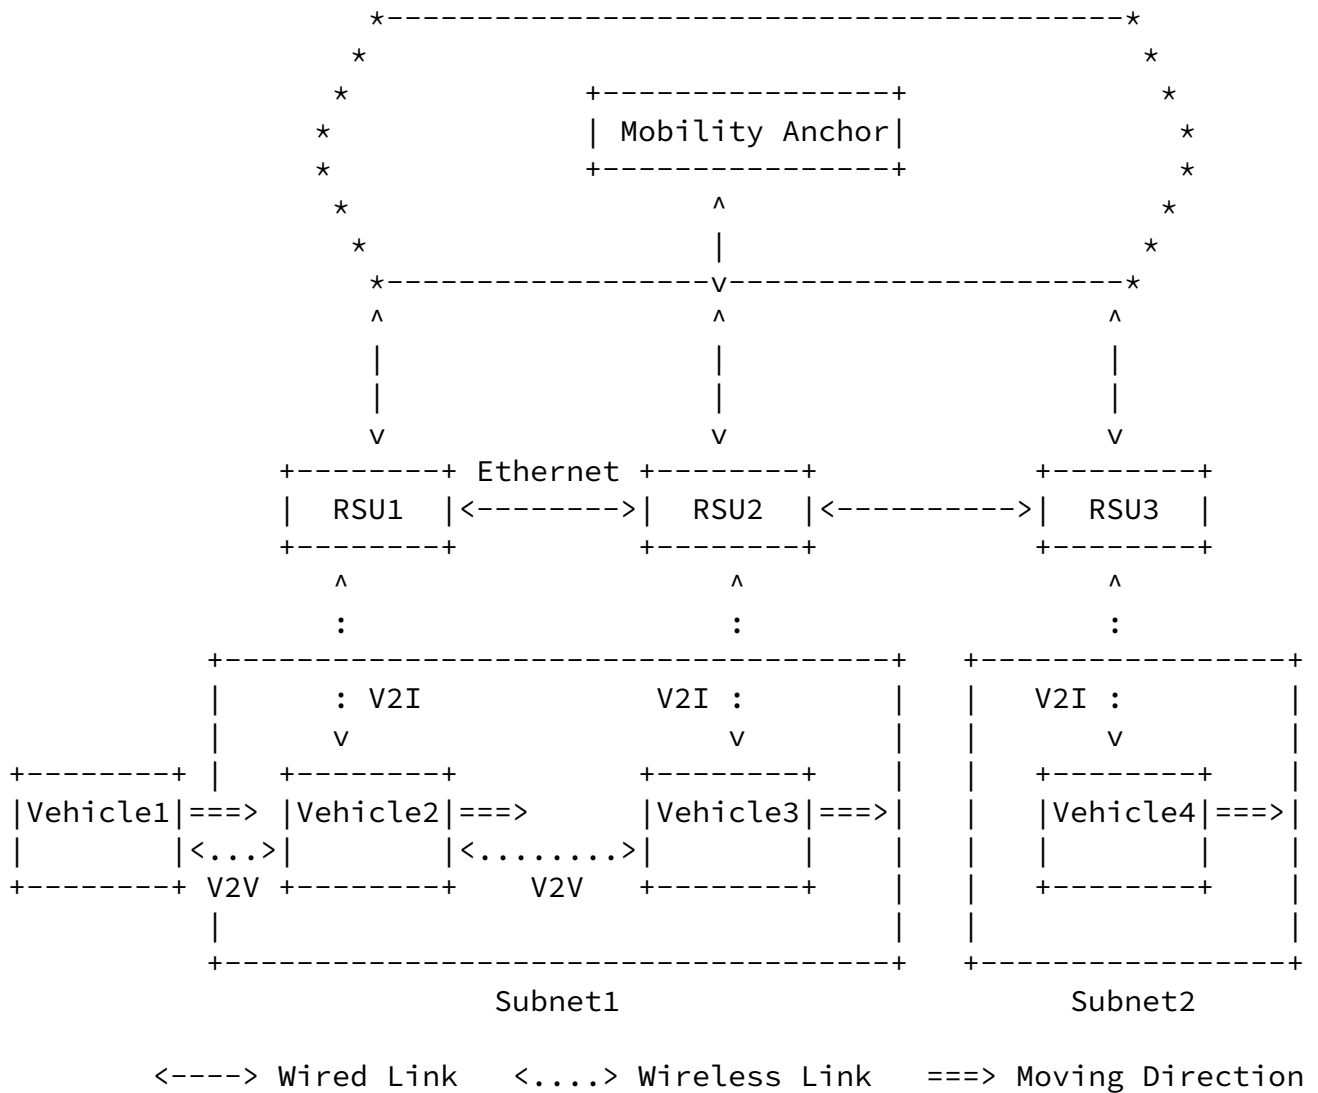 Mobility Anchor
Ethernet
RSU1 RSU2 RSU3
V2I V2I V2I
Vehicle1 Vehicle2 Vehicle3 Vehicle4
V2V V2V
Subnet1 Subnet2
<----> Wired Link <....> Wireless Link ===> Moving Direction